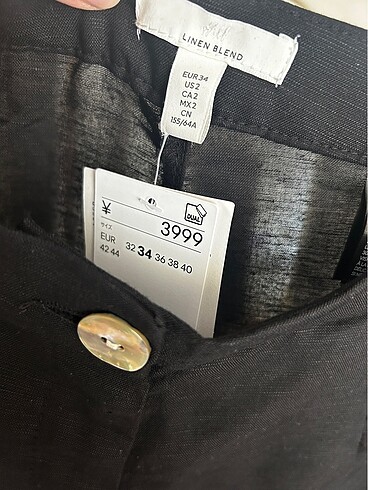 LINEN BLEND
EUR 34
US 2
CA 2
MX 2
CN
155/64A
DUAL
¥ 3999
サイズ
EUR 32 34 36 38 40
42 44